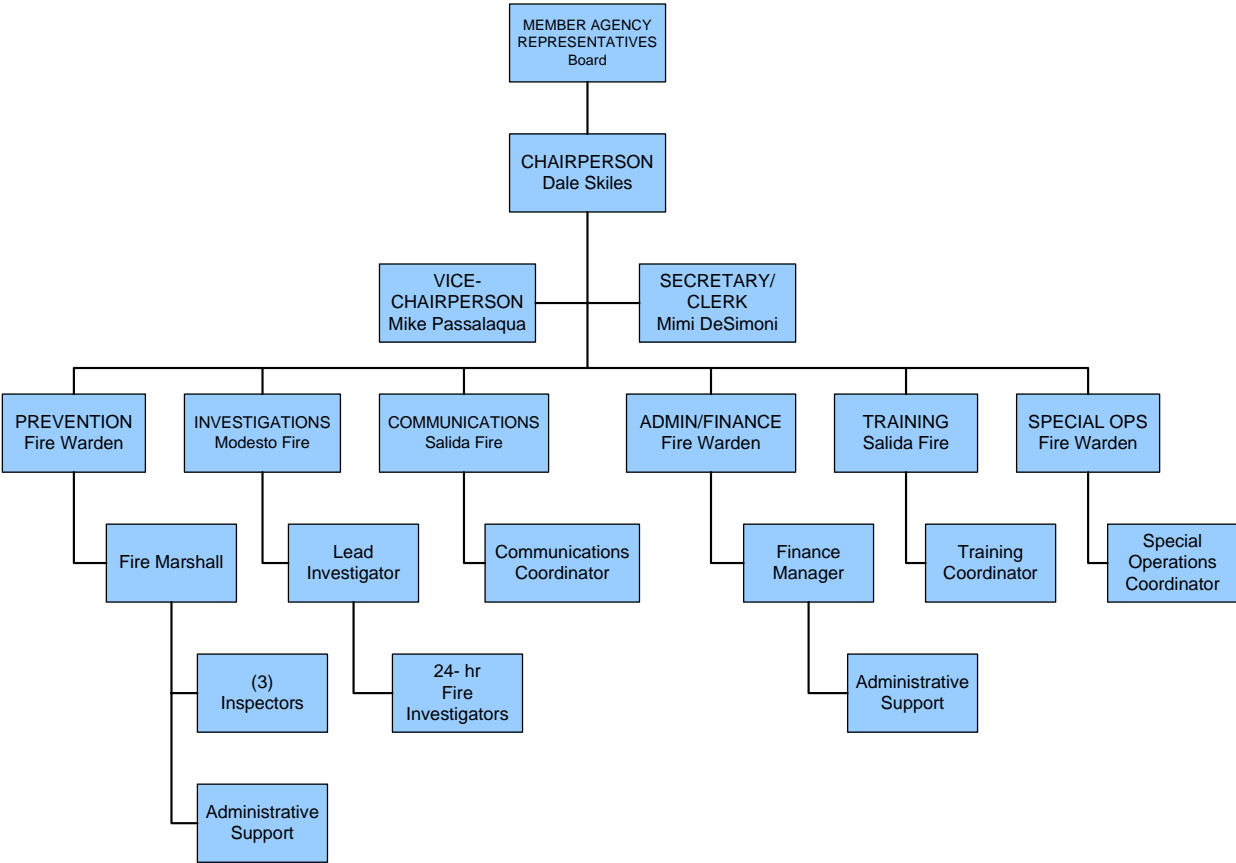 MEMBER AGENCY
REPRESENTATIVES
Board
CHAIRPERSON
Dale Skiles
VICE-
CHAIRPERSON
Mike Passalaqua
SECRETARY/
CLERK
Mimi DeSimoni
PREVENTION
Fire Warden
INVESTIGATIONS
Modesto Fire
COMMUNICATIONS
Salida Fire
ADMIN/FINANCE
Fire Warden
TRAINING
Salida Fire
SPECIAL OPS
Fire Warden
Fire Marshall
Lead
Investigator
Communications
Coordinator
Finance
Manager
Training
Coordinator
Special
Operations
Coordinator
(3)
Inspectors
24- hr
Fire
Investigators
Administrative
Support
Administrative
Support